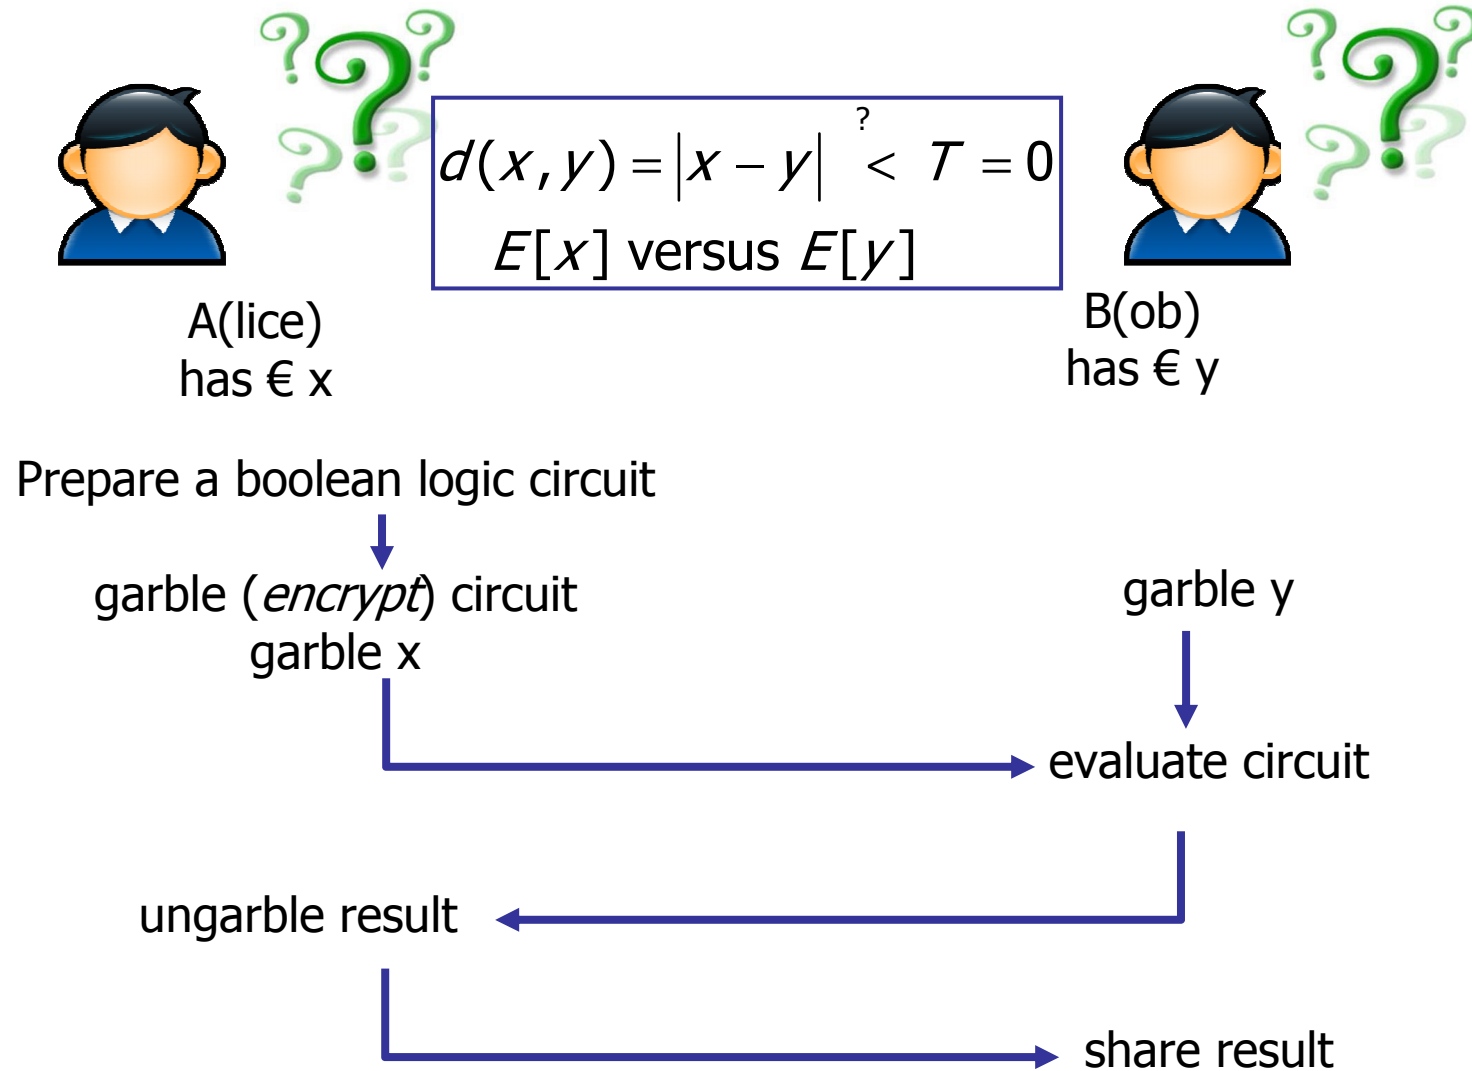 ? ? ? ?
? ? ? ?
?
d(x,y) = |x − y| < T = 0
E[x] versus E[y]
A(lice)
has € x
B(ob)
has € y
Prepare a boolean logic circuit
garble (encrypt) circuit
garble x
garble y
evaluate circuit
ungarble result
share result